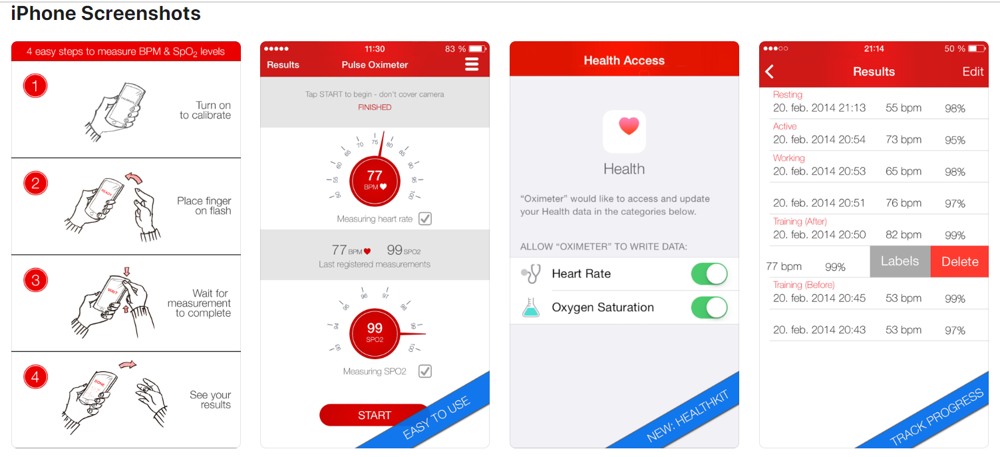 iPhone Screenshots
4 easy steps to measure BPM & SpO₂ levels
1
CALIBRATE
Turn on
to calibrate
2
READY
Place finger
on flash
3
WAIT
Wait for
measurement
to complete
4
DONE
See your
results
11:30
83 %
Results
Pulse Oximeter
Tap START to begin - don't cover camera
FINISHED
50 55 60 65 70 75 80 85 90 95 100
77
BPM
Measuring heart rate
77 BPM 99 SPO2
Last registered measurements
93 94 95 96 97 98 99 100
99
SPO2
Measuring SPO2
START
EASY TO USE
Health Access
Health
“Oximeter” would like to access and update
your Health data in the categories below.
ALLOW “OXIMETER” TO WRITE DATA:
Heart Rate
Oxygen Saturation
NEW: HEALTHKIT
21:14
50 %
Results
Edit
Resting
20. feb. 2014 21:13 55 bpm 98%
Active
20. feb. 2014 20:54 73 bpm 95%
Working
20. feb. 2014 20:53 65 bpm 98%
20. feb. 2014 20:51 76 bpm 97%
Training (After)
20. feb. 2014 20:50 82 bpm 99%
77 bpm 99% Labels Delete
Training (Before)
20. feb. 2014 20:45 53 bpm 99%
20. feb. 2014 20:43 53 bpm 97%
TRACK PROGRESS